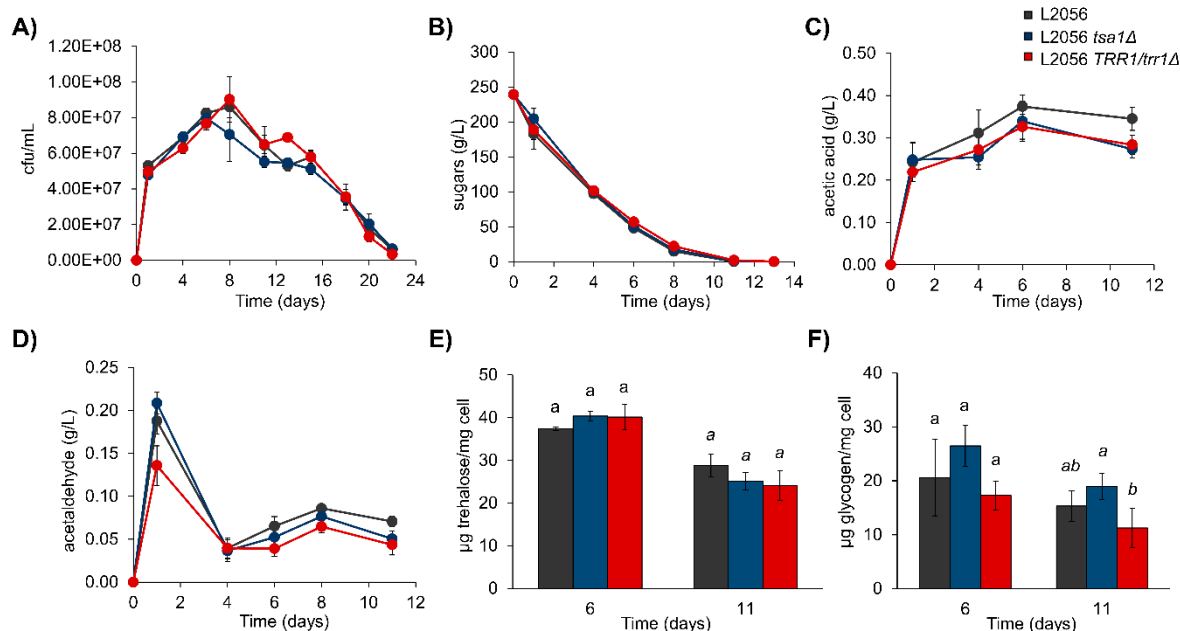 A)
1.20E+08
1.00E+08
8.00E+07
6.00E+07
4.00E+07
2.00E+07
0.00E+00
cfu/mL
0 4 8 12 16 20 24
Time (days)
B)
300
250
200
150
100
50
0
sugars (g/L)
0 2 4 6 8 10 12 14
Time (days)
C)
L2056
L2056 tsa1Δ
L2056 TRR1/trr1Δ
0.50
0.40
0.30
0.20
0.10
0.00
acetic acid (g/L)
0 2 4 6 8 10 12
Time (days)
D)
0.25
0.20
0.15
0.10
0.05
0.00
acetaldehyde (g/L)
0 2 4 6 8 10 12
Time (days)
E)
50
40
30
20
10
0
µg trehalose/mg cell
a a a
a a a
6 11
Time (days)
F)
40
30
20
10
0
µg glycogen/mg cell
a a a
ab a b
6 11
Time (days)